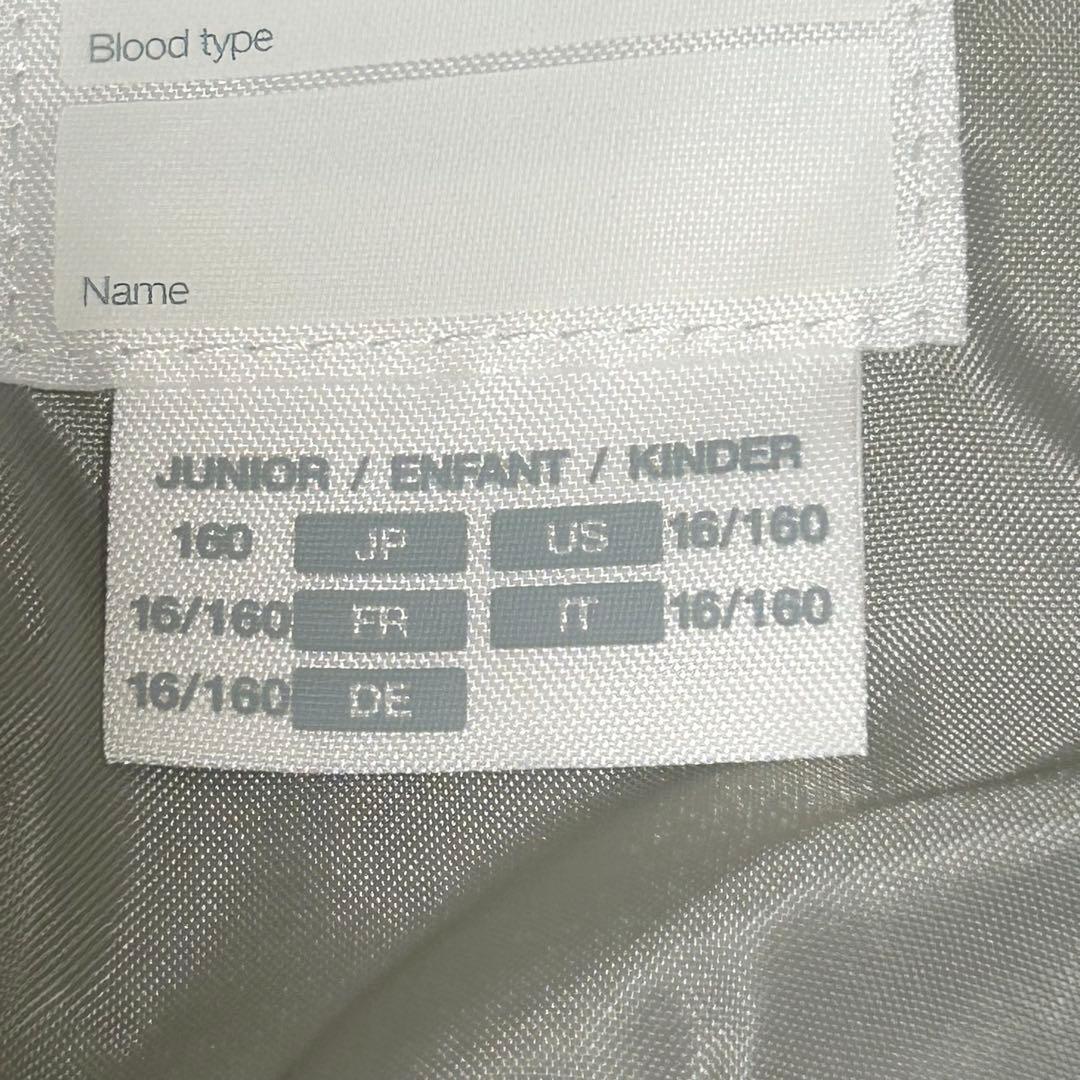 Blood type
Name
JUNIOR / ENFANT / KINDER
160 JP US 16/160
16/160 FR IT 16/160
16/160 DE